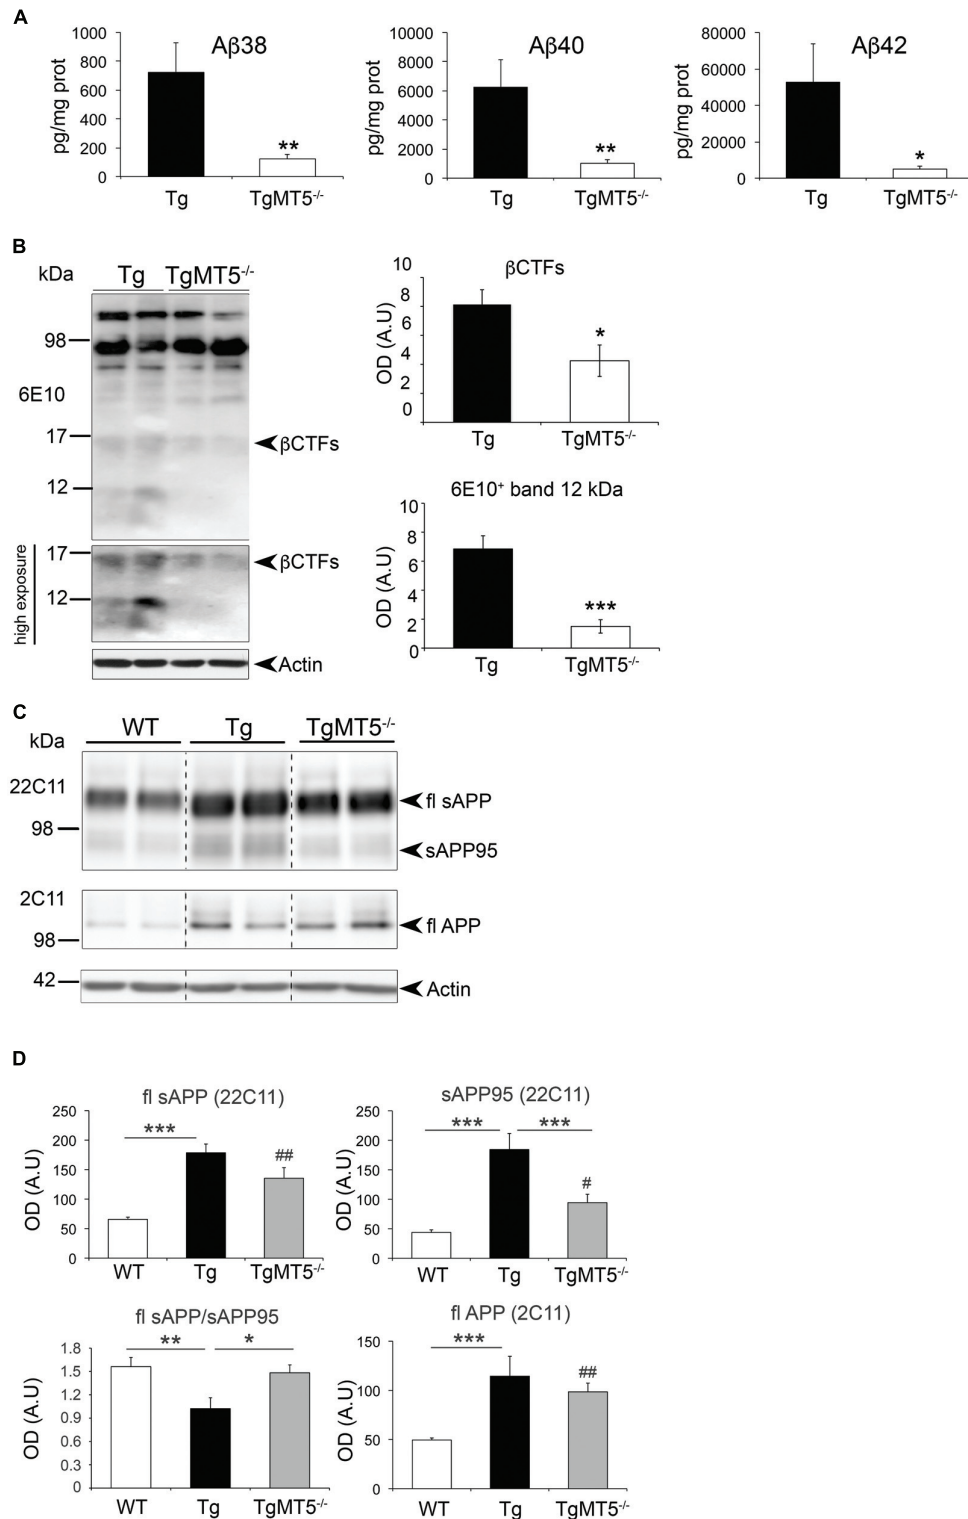 A
Aβ38
Aβ40
Aβ42
pg/mg prot
1000
800
600
400
200
0
**
Tg
TgMT5-/-
pg/mg prot
10000
8000
6000
4000
2000
0
**
Tg
TgMT5-/-
pg/mg prot
80000
60000
40000
20000
0
*
Tg
TgMT5-/-
B
kDa
Tg
TgMT5-/-
98
6E10
17
βCTFs
12
high exposure
17
βCTFs
12
Actin
βCTFs
OD (A.U)
10
8
6
4
2
0
*
Tg
TgMT5-/-
6E10+ band 12 kDa
OD (A.U)
10
8
6
4
2
0
***
Tg
TgMT5-/-
C
kDa
WT
Tg
TgMT5-/-
22C11
fl sAPP
98
sAPP95
2C11
fl APP
98
42
Actin
D
fl sAPP (22C11)
OD (A.U)
250
200
150
100
50
0
***
##
WT
Tg
TgMT5-/-
sAPP95 (22C11)
OD (A.U)
250
200
150
100
50
0
***
***
#
WT
Tg
TgMT5-/-
fl sAPP/sAPP95
OD (A.U)
1.8
1.5
1.2
0.9
0.6
0.3
0
**
*
WT
Tg
TgMT5-/-
fl APP (2C11)
OD (A.U)
150
100
50
0
***
##
WT
Tg
TgMT5-/-